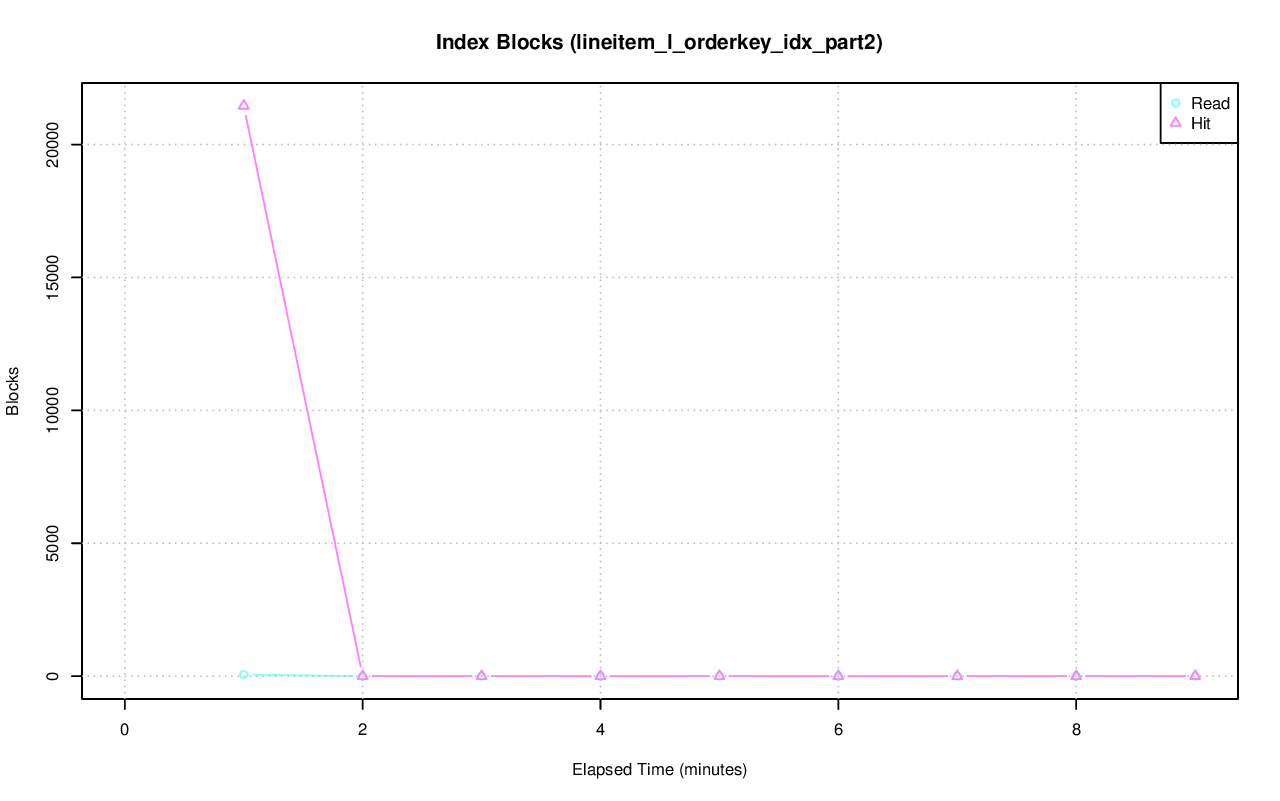 Index Blocks (lineitem_l_orderkey_idx_part2)
Read
Hit
Blocks
20000
15000
10000
5000
0
0 2 4 6 8
Elapsed Time (minutes)